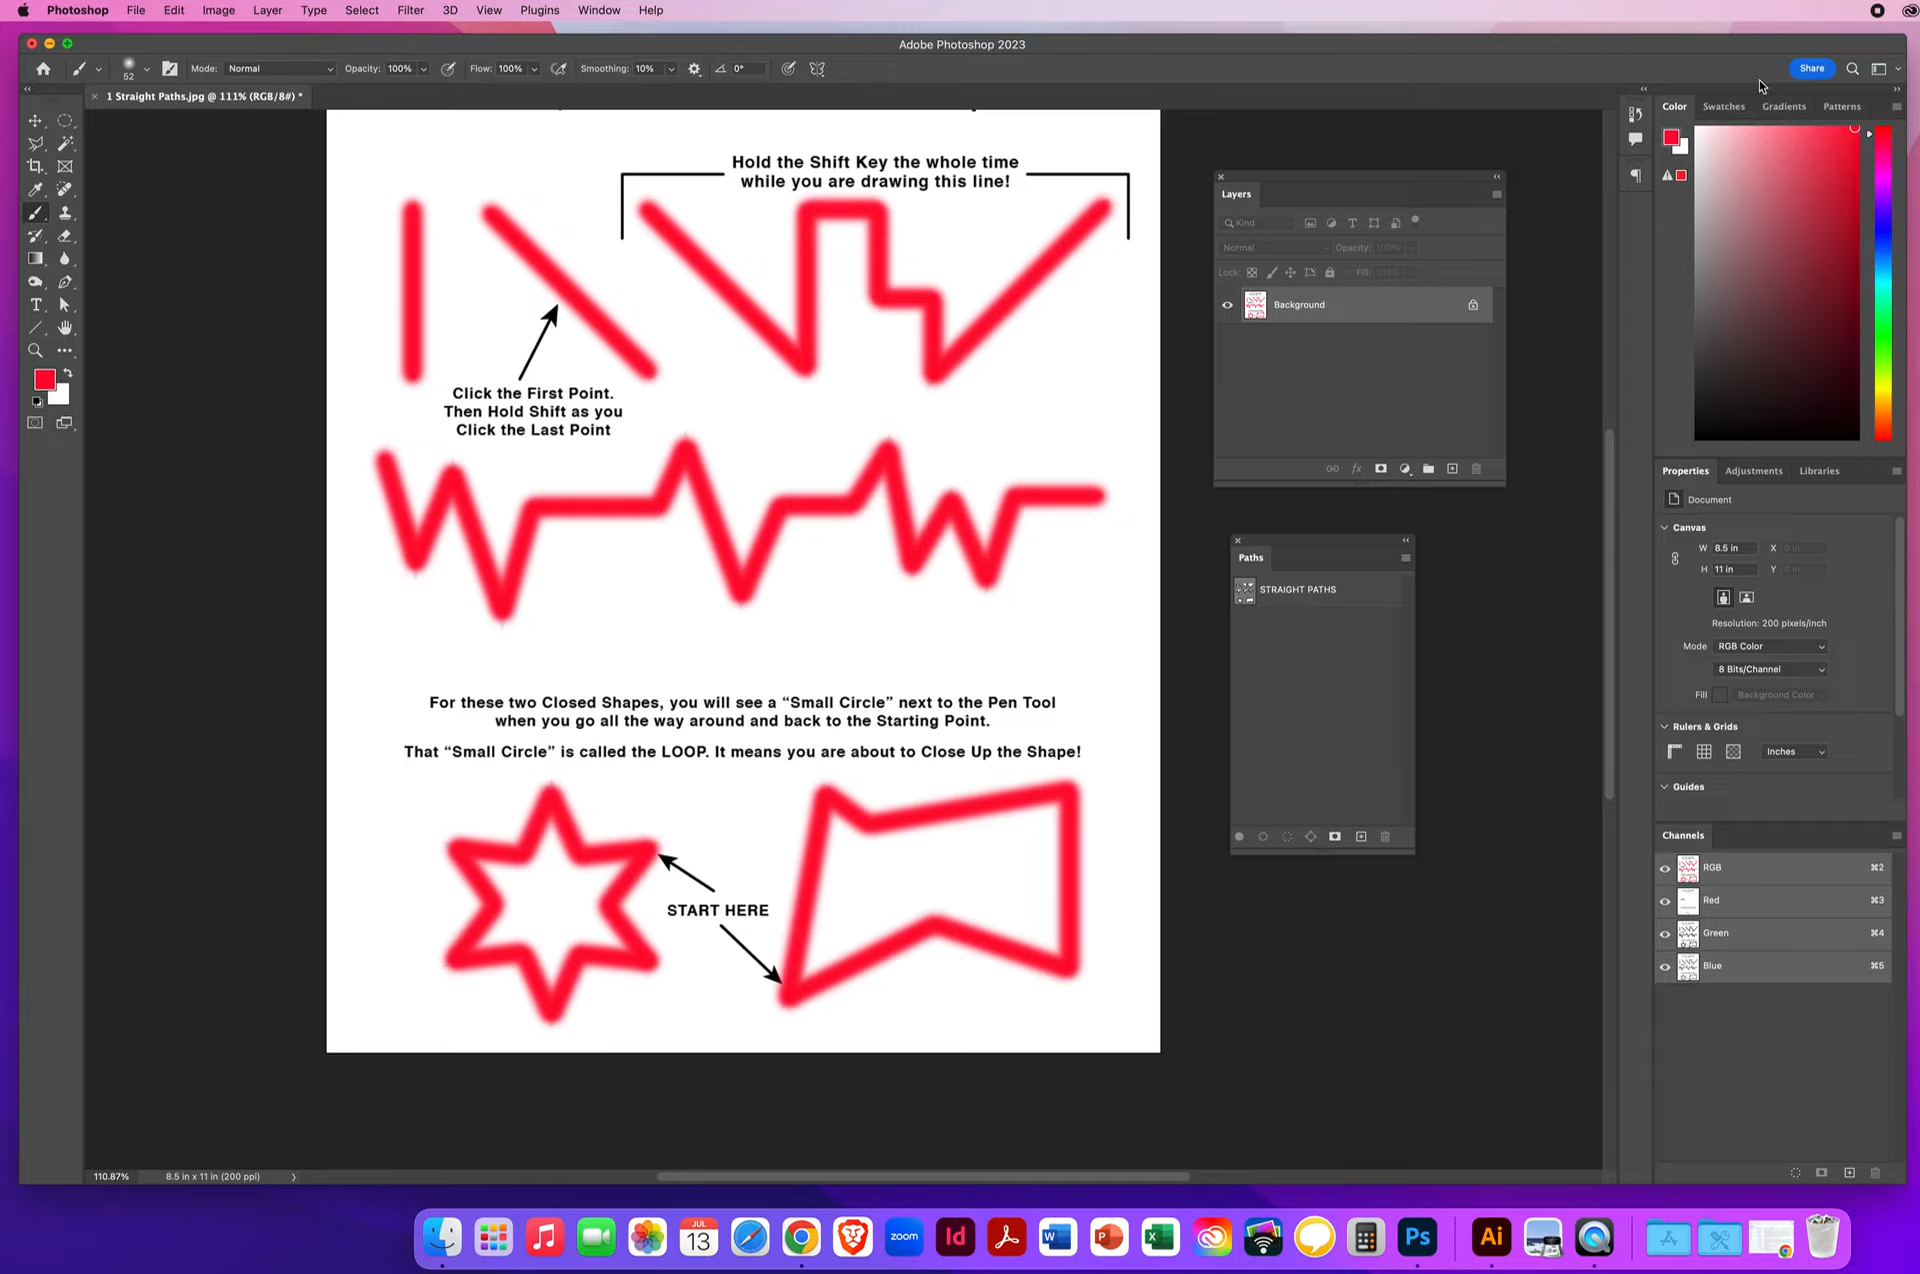 Photoshop File Edit Image Layer Type Select Filter 3D View Plugins Window Help
Adobe Photoshop 2023
52 Mode: Normal Opacity: 100% Flow: 100% Smoothing: 10% 0° Share
1 Straight Paths.jpg @ 111% (RGB/8#) *
Color Swatches Gradients Patterns
Hold the Shift Key the whole time
while you are drawing this line!
Click the First Point.
Then Hold Shift as you
Click the Last Point
For these two Closed Shapes, you will see a “Small Circle” next to the Pen Tool
when you go all the way around and back to the Starting Point.
That “Small Circle” is called the LOOP. It means you are about to Close Up the Shape!
START HERE
Layers
Kind
Normal Opacity: 100%
Lock: Fill: 100%
Background
Paths
STRAIGHT PATHS
Properties Adjustments Libraries
Document
Canvas
W 8.5 in X 0 in
H 11 in Y 0 in
Resolution: 200 pixels/inch
Mode RGB Color
8 Bits/Channel
Fill Background Color
Rulers & Grids
Inches
Guides
Channels
RGB ⌘2
Red ⌘3
Green ⌘4
Blue ⌘5
110.87% 8.5 in x 11 in (200 ppi)
JUL
13
zoom
Id
W
P
X
Ps
Ai